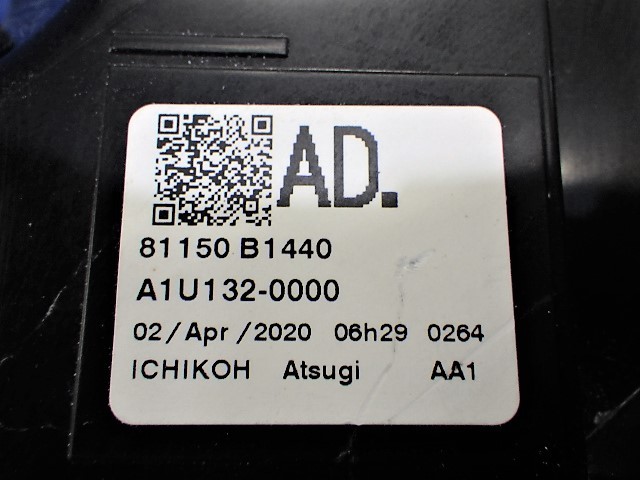 AD.
81150 B1440
A1U132-0000
02/Apr/2020 06h29 0264
ICHIKOH Atsugi AA1